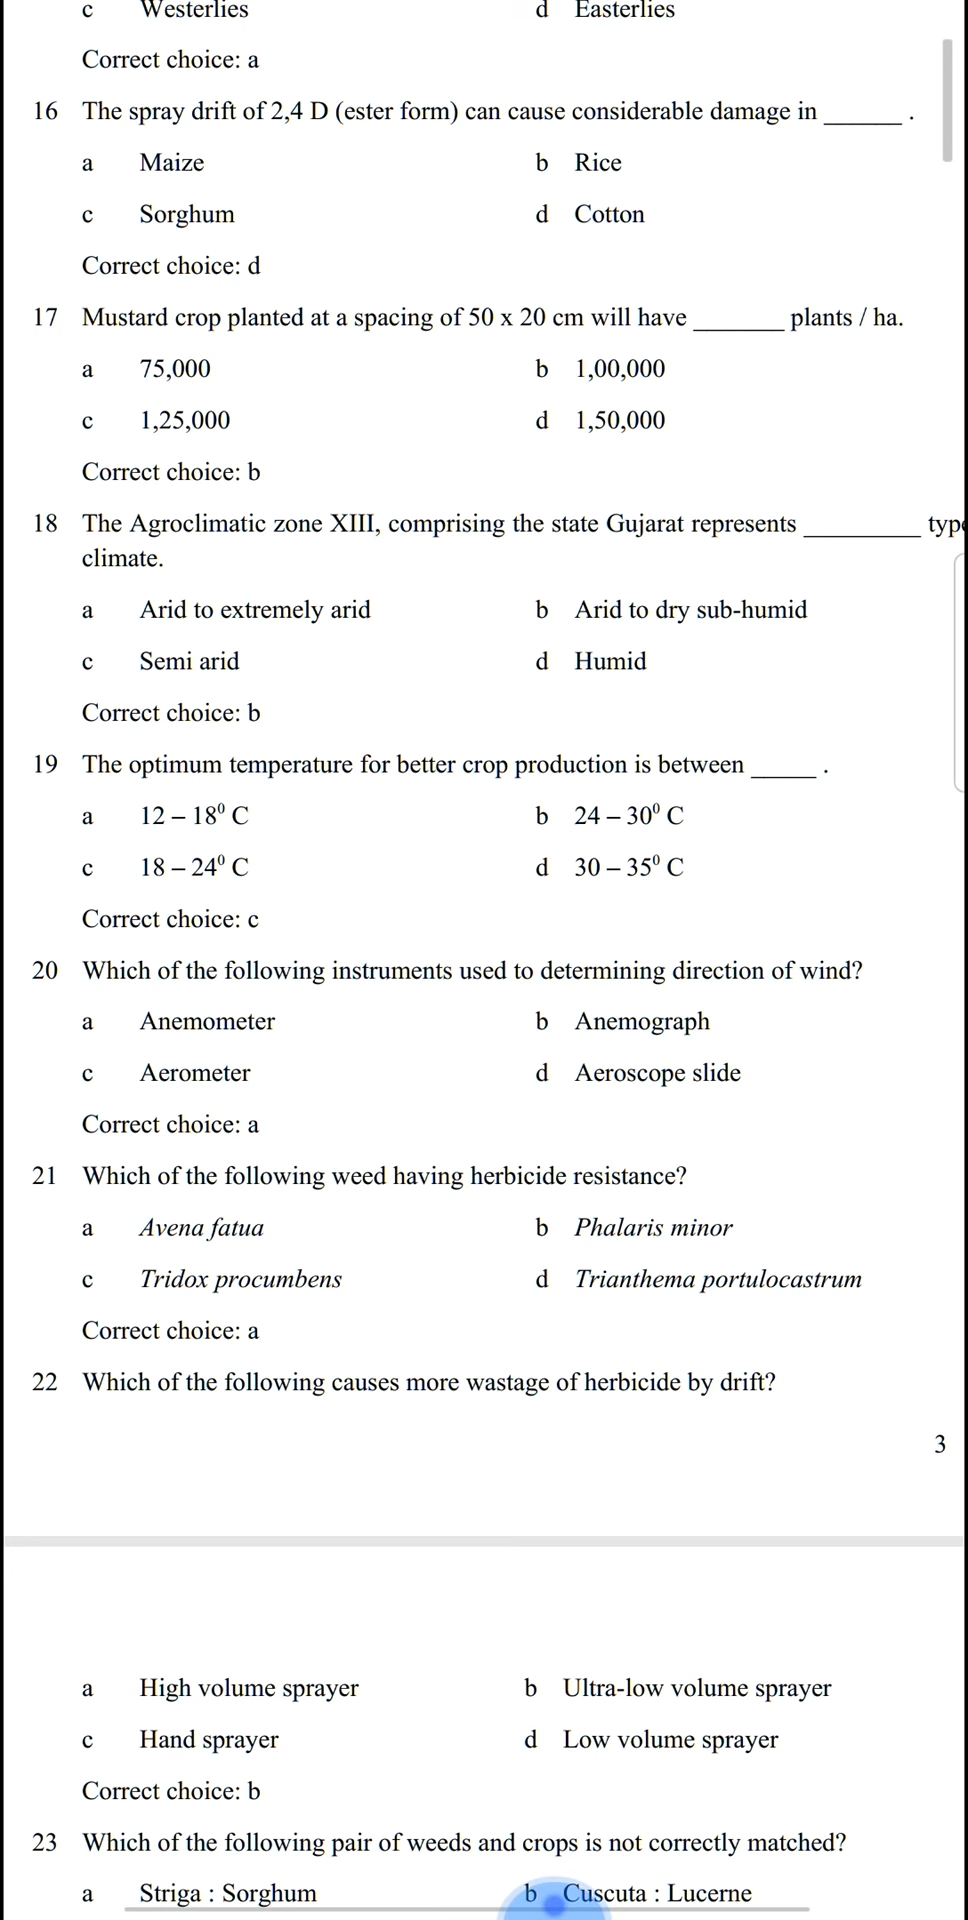 c Westerlies d Easterlies
Correct choice: a
16 The spray drift of 2,4 D (ester form) can cause considerable damage in ______ .
a Maize b Rice
c Sorghum d Cotton
Correct choice: d
17 Mustard crop planted at a spacing of 50 x 20 cm will have _______ plants / ha.
a 75,000 b 1,00,000
c 1,25,000 d 1,50,000
Correct choice: b
18 The Agroclimatic zone XIII, comprising the state Gujarat represents _________ type
climate.
a Arid to extremely arid b Arid to dry sub-humid
c Semi arid d Humid
Correct choice: b
19 The optimum temperature for better crop production is between _____ .
a 12 – 18⁰ C b 24 – 30⁰ C
c 18 – 24⁰ C d 30 – 35⁰ C
Correct choice: c
20 Which of the following instruments used to determining direction of wind?
a Anemometer b Anemograph
c Aerometer d Aeroscope slide
Correct choice: a
21 Which of the following weed having herbicide resistance?
a Avena fatua b Phalaris minor
c Tridox procumbens d Trianthema portulocastrum
Correct choice: a
22 Which of the following causes more wastage of herbicide by drift?
3
a High volume sprayer b Ultra-low volume sprayer
c Hand sprayer d Low volume sprayer
Correct choice: b
23 Which of the following pair of weeds and crops is not correctly matched?
a Striga : Sorghum b Cuscuta : Lucerne